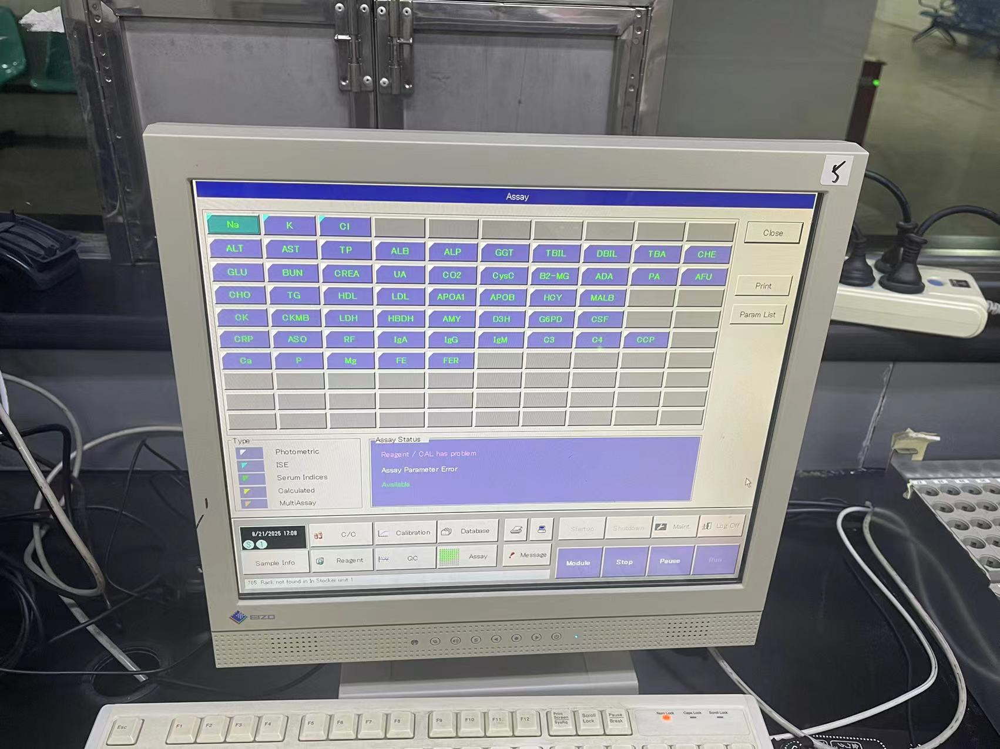 5
Assay
Na K Cl
Close
ALT AST TP ALB ALP GGT TBIL DBIL TBA CHE
GLU BUN CREA UA CO2 CysC B2-MG ADA PA AFU
Print
CHO TG HDL LDL APOA1 APOB HCY MALB
Param List
CK CKMB LDH HBDH AMY D3H G6PD CSF
CRP ASO RF IgA IgG IgM C3 C4 CCP
Ca P Mg FE FER
Type
Photometric
ISE
Serum Indices
Calculated
MultiAssay
Assay Status
Reagent / CAL has problem
Assay Parameter Error
Available
8/21/2025 17:08
S 1
C/C Calibration Database Startup Shutdown Maint. Log Off
Sample Info Reagent QC Assay Message Module Stop Pause Run
705 Rack not found in In Stocker unit 1
EIZO
Num Lock Caps Lock Scroll Lock
Esc F1 F2 F3 F4 F5 F6 F7 F8 F9 F10 F11 F12
Print Screen SysRq
Scroll Lock
Pause Break